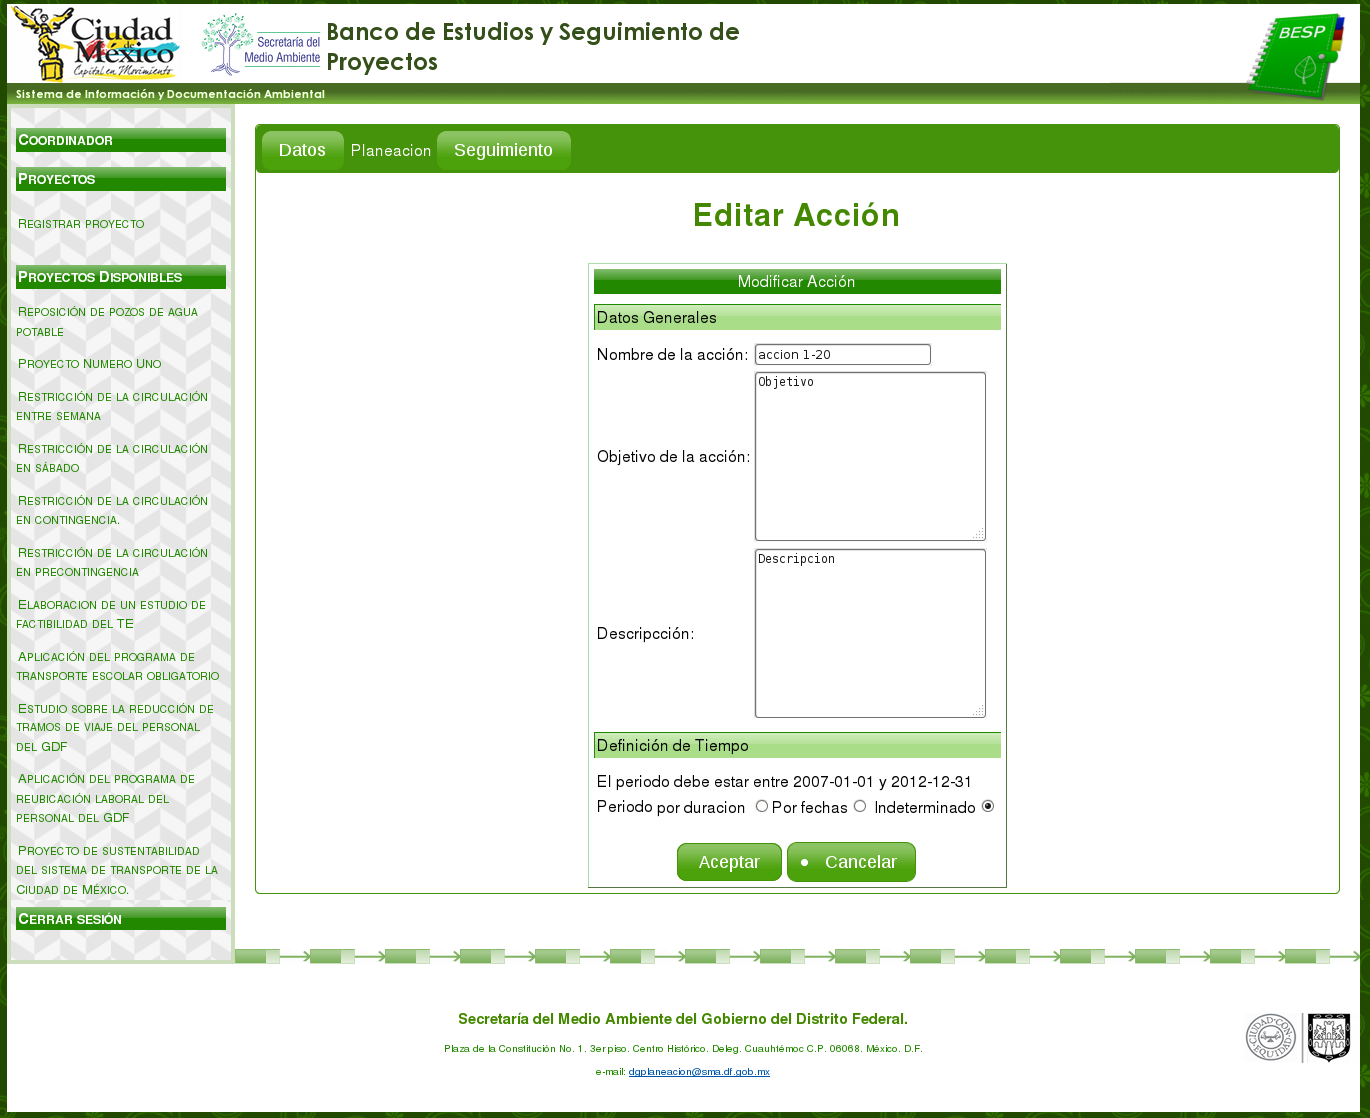 Ciudad
de
México
Capital en Movimiento
Secretaría del
Medio Ambiente
Banco de Estudios y Seguimiento de
Proyectos
BESP
Sistema de Información y Documentación Ambiental
COORDINADOR
PROYECTOS
REGISTRAR PROYECTO
PROYECTOS DISPONIBLES
REPOSICIÓN DE POZOS DE AGUA
POTABLE
PROYECTO NUMERO UNO
RESTRICCIÓN DE LA CIRCULACIÓN
ENTRE SEMANA
RESTRICCIÓN DE LA CIRCULACIÓN
EN SÁBADO
RESTRICCIÓN DE LA CIRCULACIÓN
EN CONTINGENCIA.
RESTRICCIÓN DE LA CIRCULACIÓN
EN PRECONTINGENCIA
ELABORACION DE UN ESTUDIO DE
FACTIBILIDAD DEL TE
APLICACIÓN DEL PROGRAMA DE
TRANSPORTE ESCOLAR OBLIGATORIO
ESTUDIO SOBRE LA REDUCCIÓN DE
TRAMOS DE VIAJE DEL PERSONAL
DEL GDF
APLICACIÓN DEL PROGRAMA DE
REUBICACIÓN LABORAL DEL
PERSONAL DEL GDF
PROYECTO DE SUSTENTABILIDAD
DEL SISTEMA DE TRANSPORTE DE LA
CIUDAD DE MÉXICO.
CERRAR SESIÓN
Datos Planeacion Seguimiento
Editar Acción
Modificar Acción
Datos Generales
Nombre de la acción: accion 1-20
Objetivo de la acción: Objetivo
Descripcción: Descripcion
Definición de Tiempo
El periodo debe estar entre 2007-01-01 y 2012-12-31
Periodo por duracion Por fechas Indeterminado
Aceptar • Cancelar
Secretaría del Medio Ambiente del Gobierno del Distrito Federal.
Plaza de la Constitución No. 1. 3er piso. Centro Histórico. Deleg. Cuauhtémoc C.P. 06068. México. D.F.
e-mail: dgplaneacion@sma.df.gob.mx
CIUDAD CON
EQUIDAD